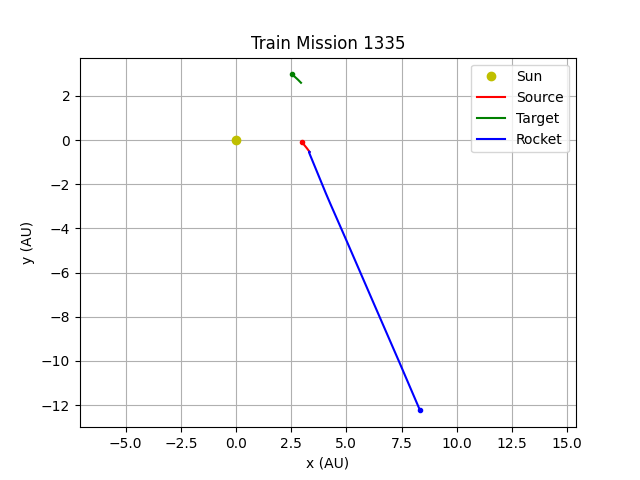 Train Mission 1335
Sun
Source
Target
Rocket
y (AU)
2
0
−2
−4
−6
−8
−10
−12
−5.0
−2.5
0.0
2.5
5.0
7.5
10.0
12.5
15.0
x (AU)